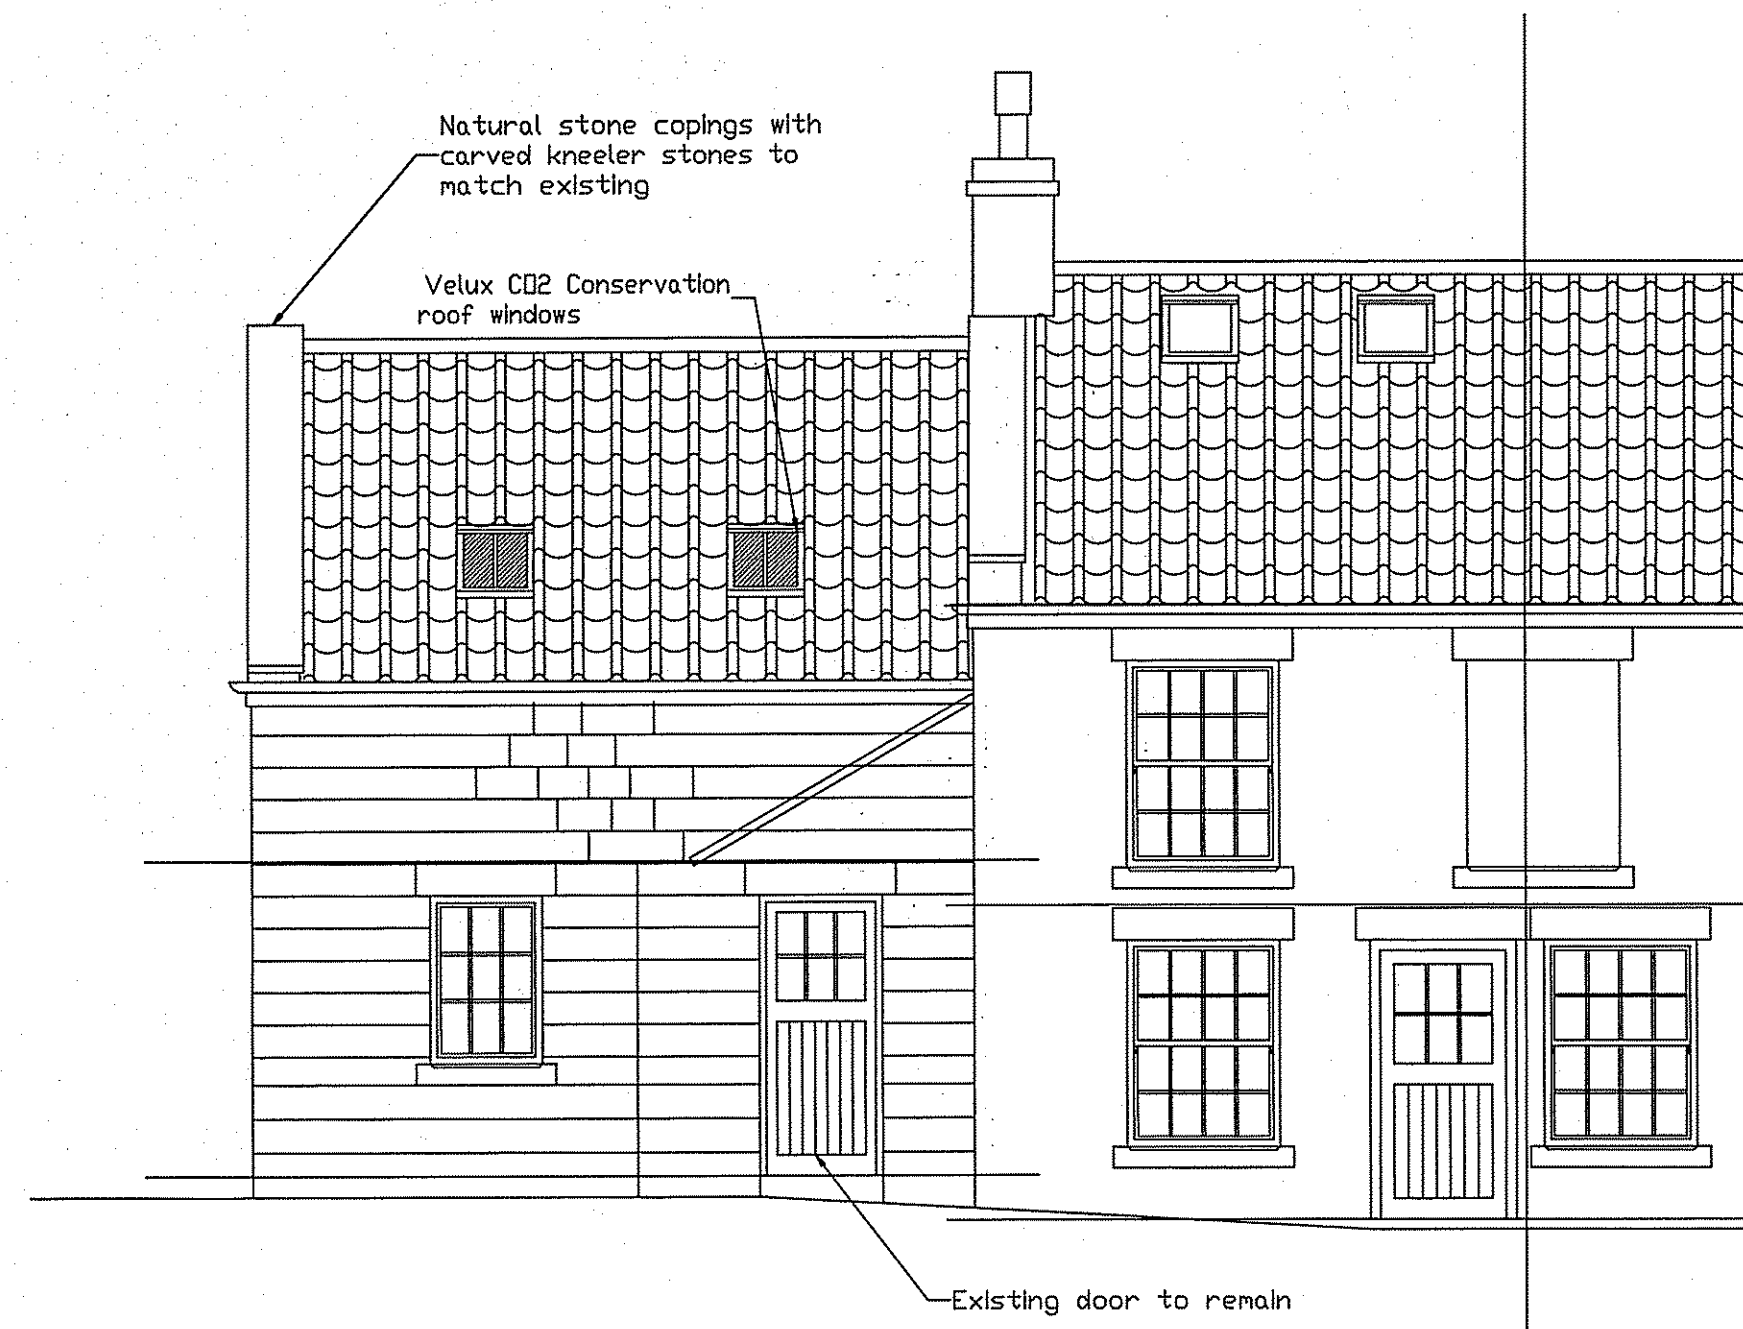 Natural stone copings with
carved kneeler stones to
match existing
Velux CO2 Conservation
roof windows
Existing door to remain